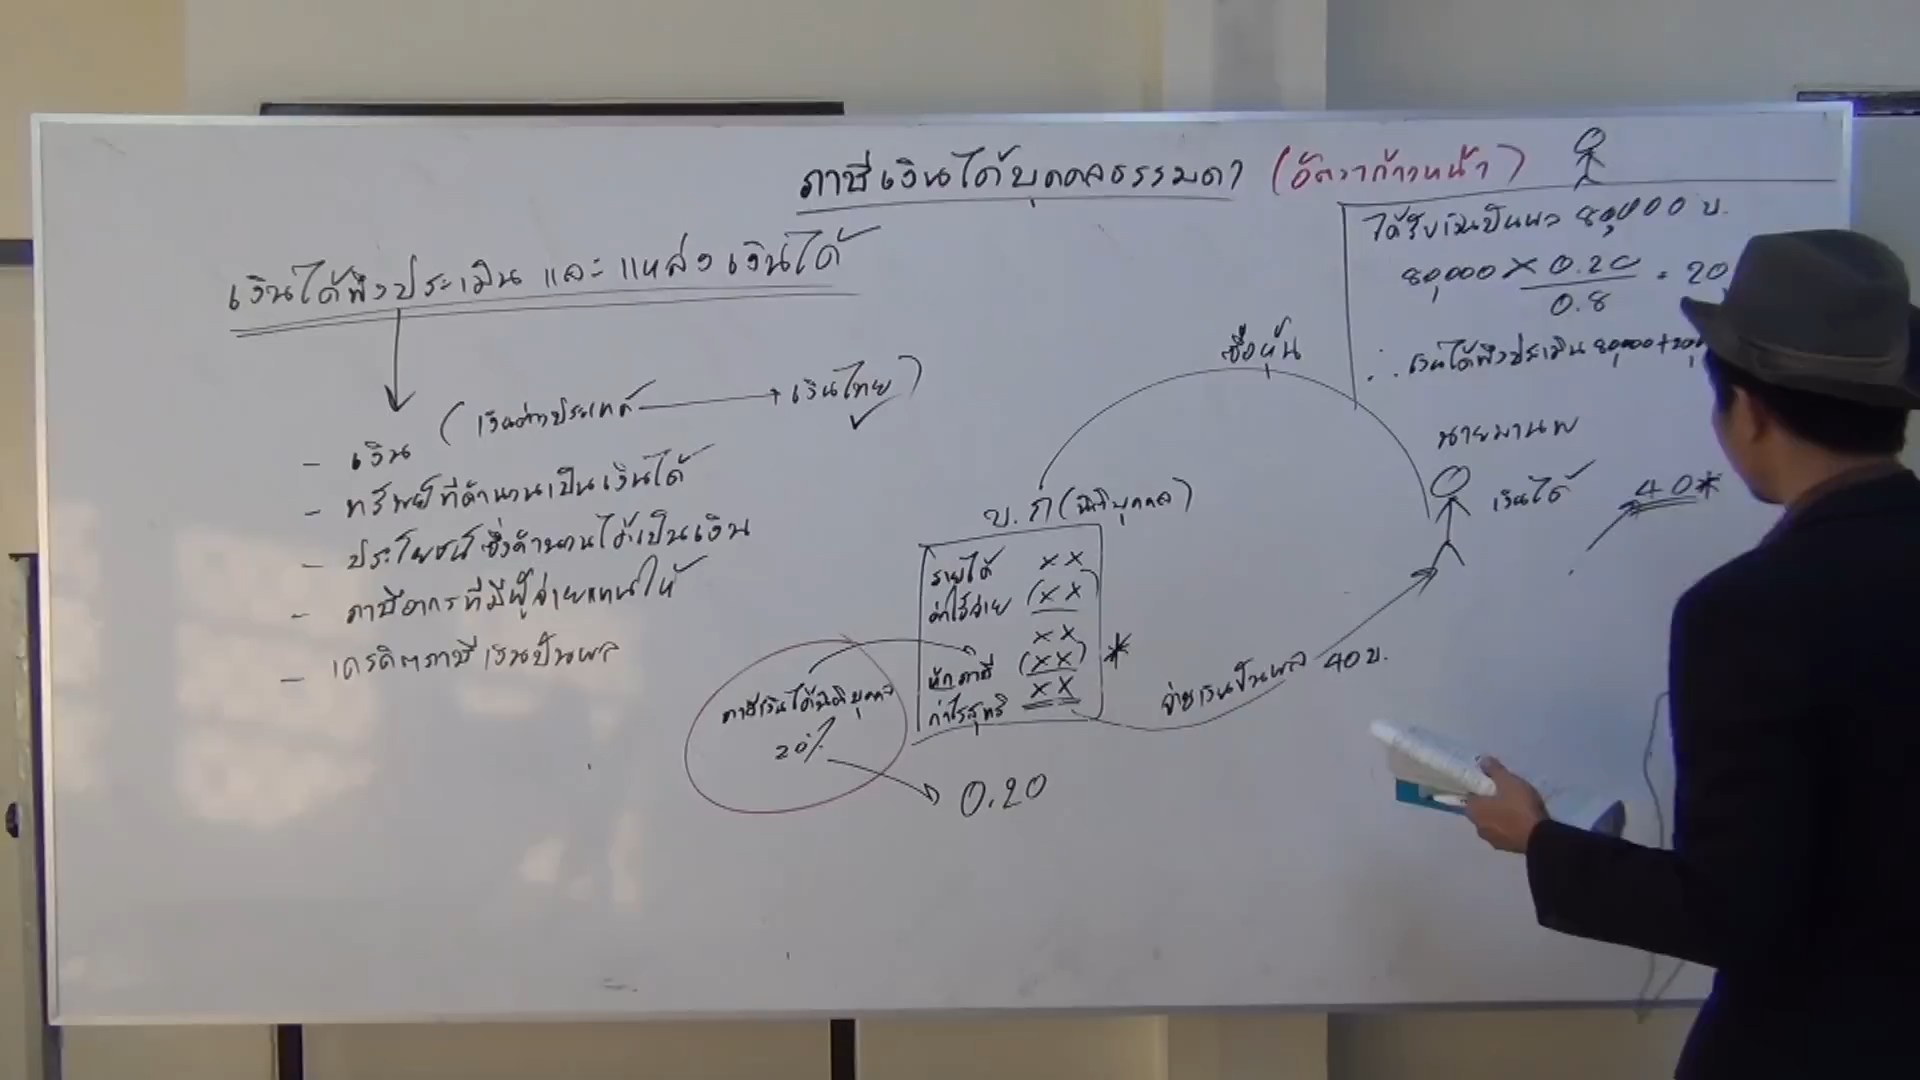 ภาษีเงินได้บุคคลธรรมดา (อัตราก้าวหน้า)
เงินได้พึงประเมิน และ แหล่งเงินได้
- เงิน (เงินต่างประเทศ → เงินไทย)
- ทรัพย์ที่คำนวนเป็นเงินได้
- ประโยชน์ซึ่งคำนวนได้เป็นเงิน
- ภาษีอากรที่มีผู้จ่ายแทนให้
- เครดิตภาษีเงินปันผล
ซื้อหุ้น
บ. ก (นิติบุคคล)
รายได้ xx
ค่าใช้จ่าย (xx)
xx
หักภาษี (xx) *
กำไรสุทธิ xx
ภาษีเงินได้นิติบุคคล
20%
0.20
จ่ายเงินปันผล 40 บ.
ได้รับเงินปันผล 80,000 บ.
80,000 × 0.20 = 20,
0.8
∴ เงินได้พึงประเมิน 80,000+20,
นายมานพ
เงินได้ 40*